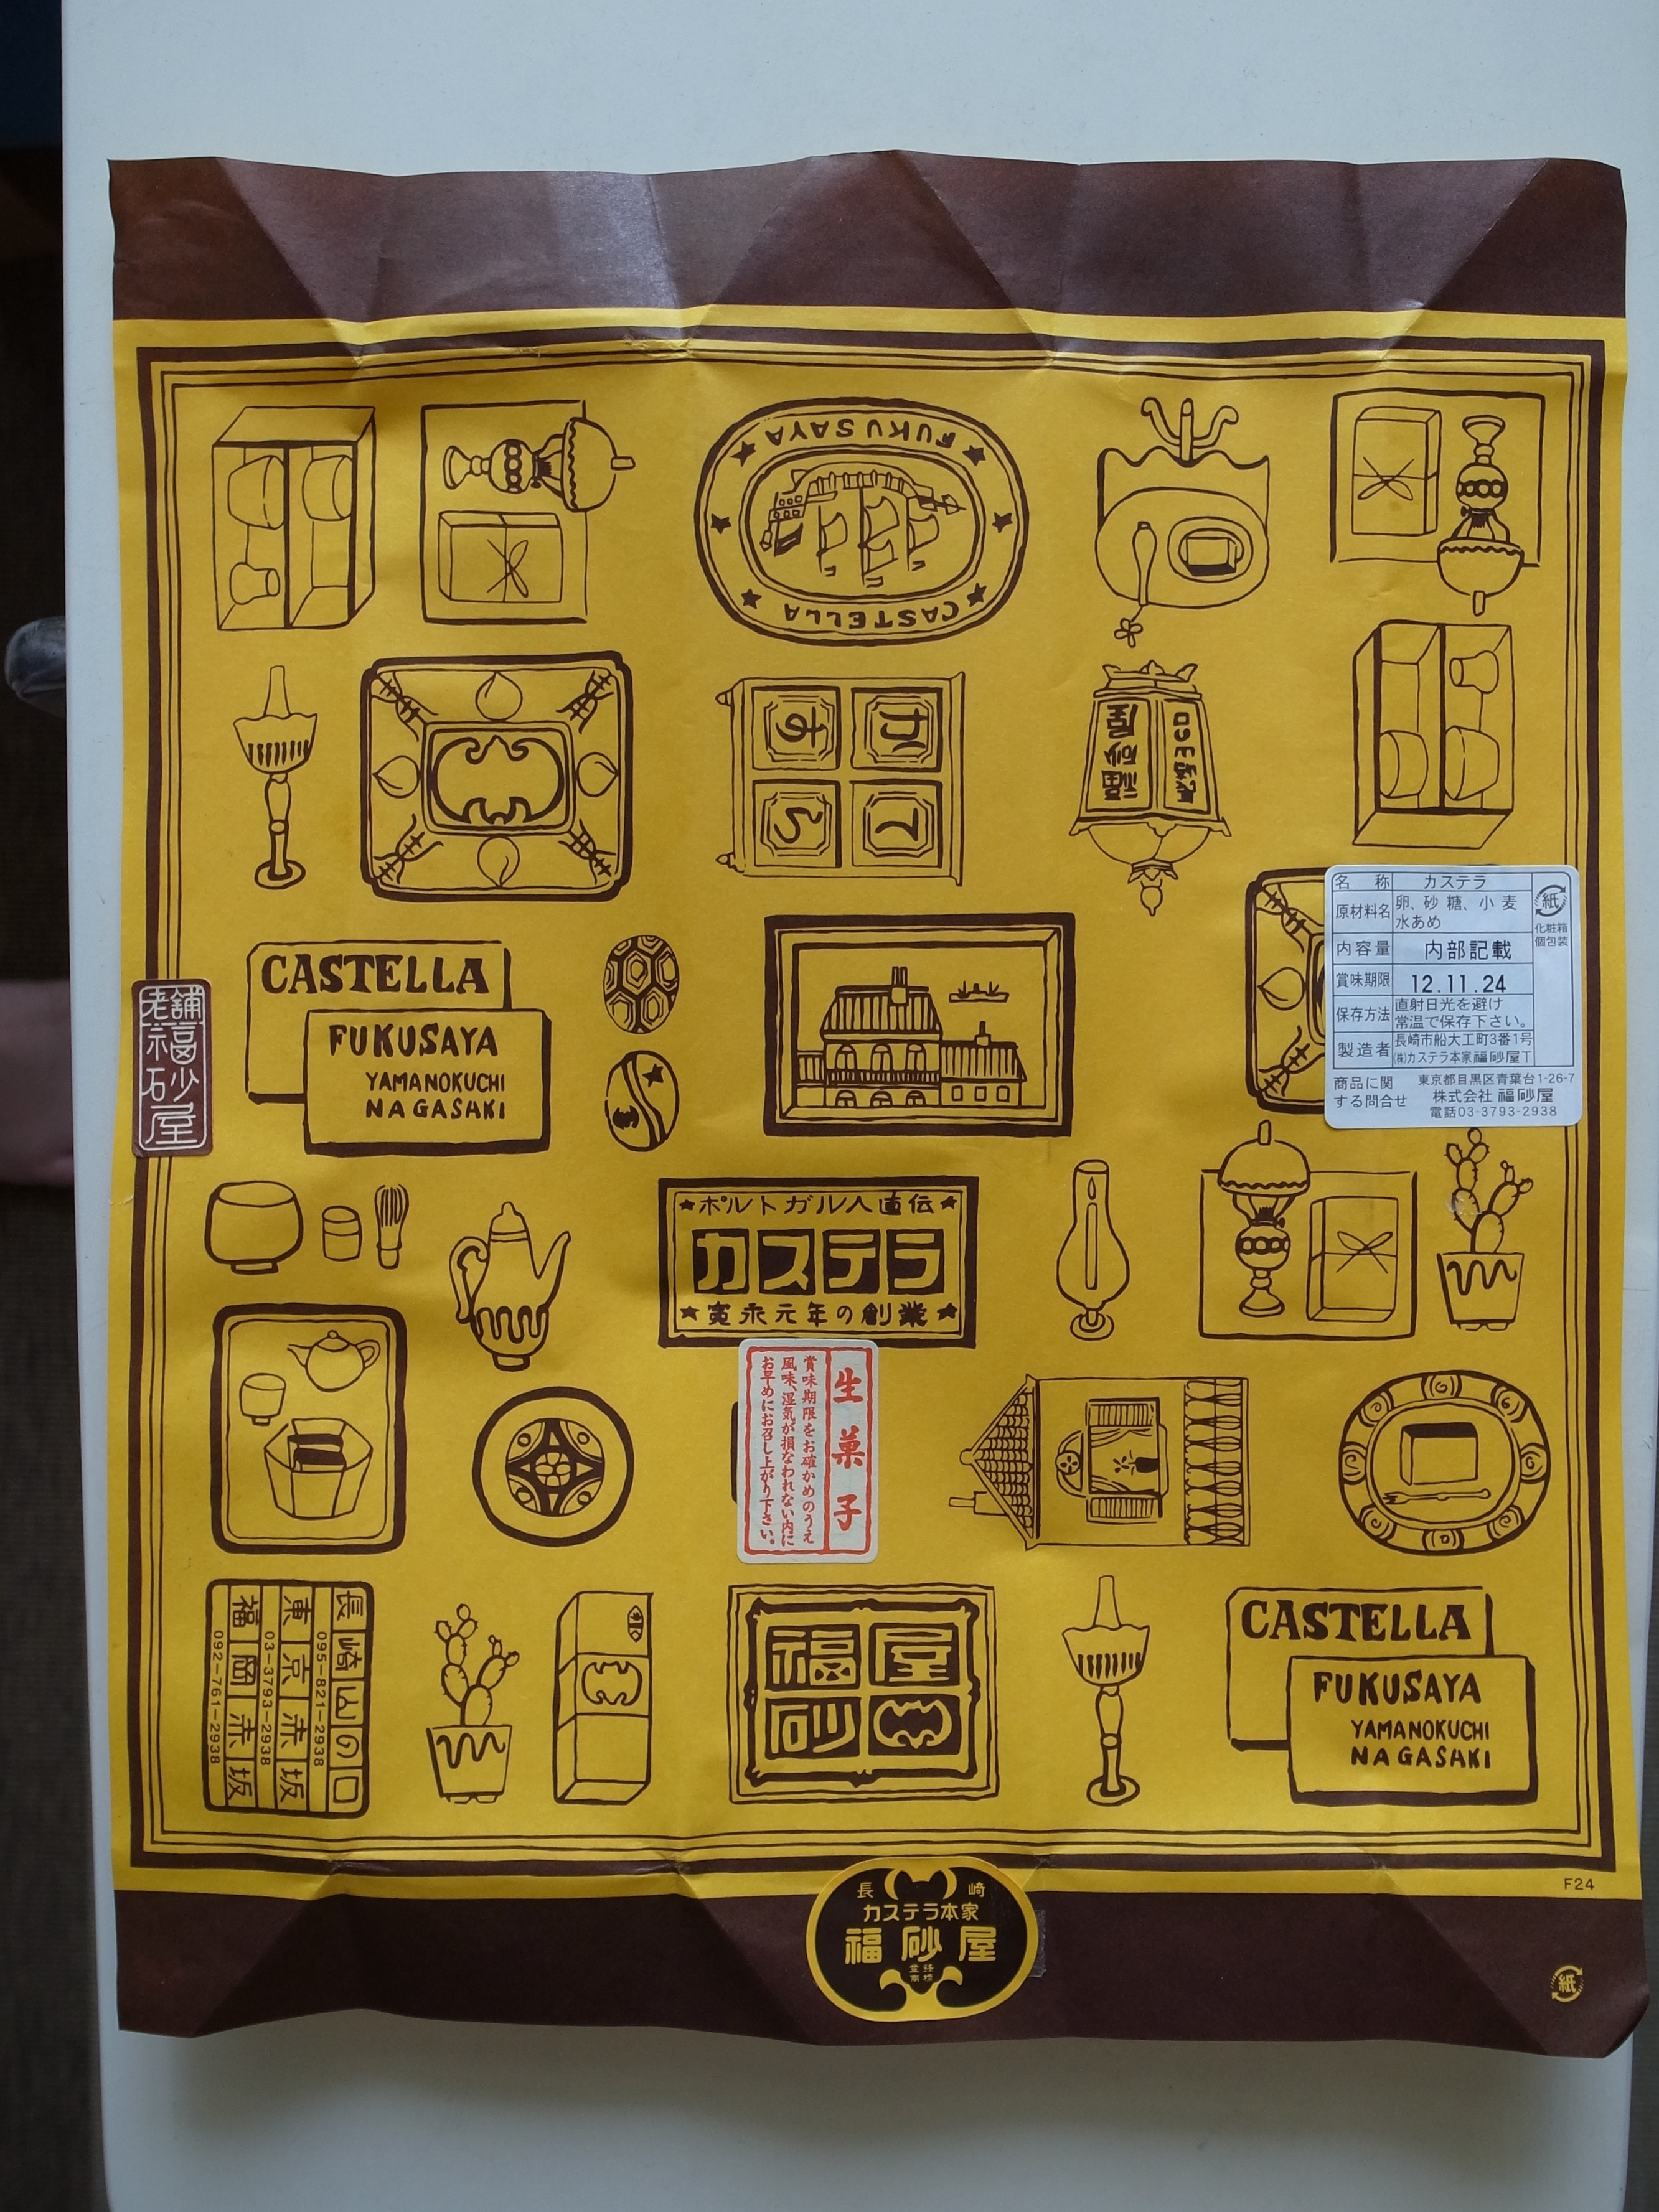 FUKUSAYA
CASTELLA
か
す
て
ら
福砂屋
CASTELLA
FUKUSAYA
YAMANOKUCHI
NAGASAKI
名 称 カステラ
原材料名 卵、砂糖、小麦
水あめ
内容量 内部記載
賞味期限 12.11.24
保存方法 直射日光を避け
常温で保存下さい。
製造者 長崎市船大工町3番1号
㈱カステラ本家福砂屋T
紙
化粧箱
個包装
商品に関
する問合せ
東京都目黒区青葉台1-26-7
株式会社 福砂屋
電話03-3793-2938
老舗
福砂屋
ポルトガル人直伝
カステラ
寛永元年の創業
生菓子
賞味期限をお確かめのうえ
風味、湿気が損なわれない内に
お早めにお召し上がり下さい。
長崎山の口
095-821-2938
東京赤坂
03-3793-2938
福岡赤坂
092-761-2938
福砂屋
CASTELLA
FUKUSAYA
YAMANOKUCHI
NAGASAKI
F24
長崎
カステラ本家
福砂屋
登録
商標
紙